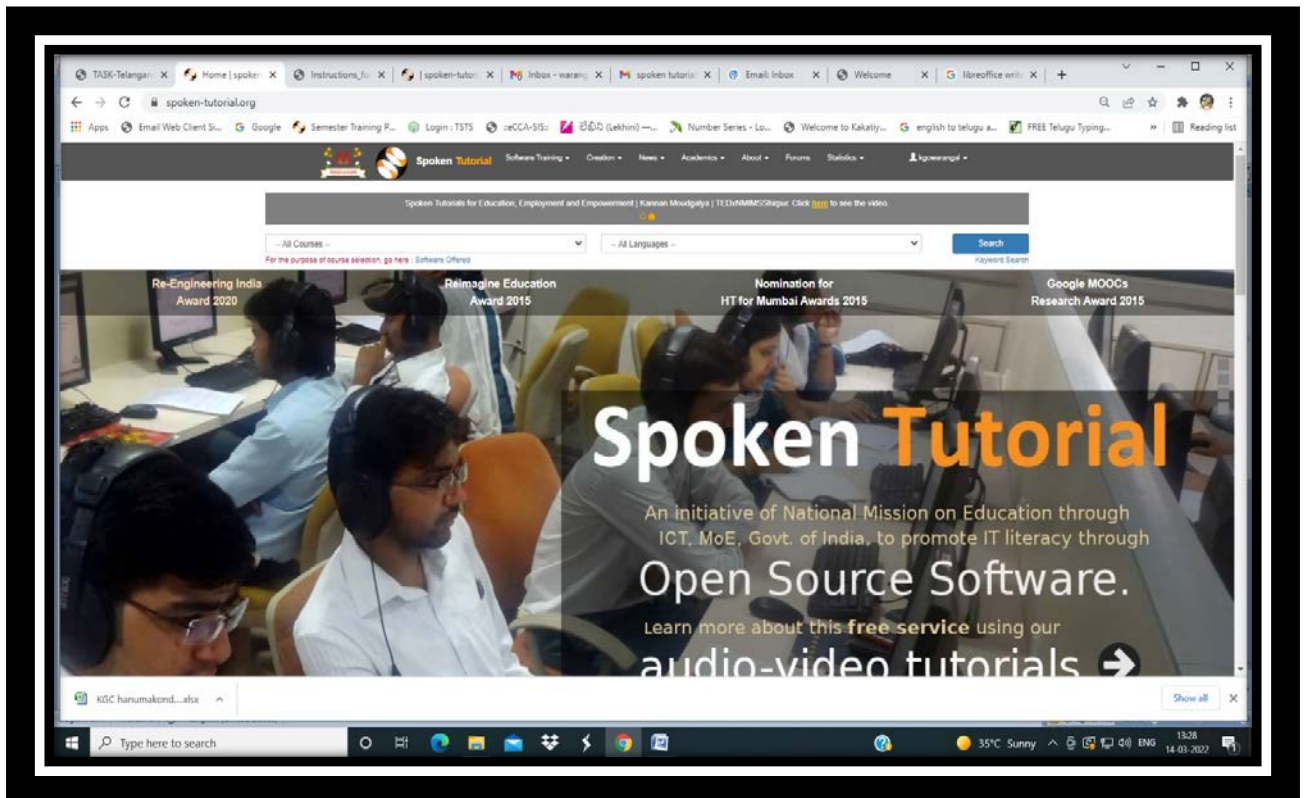 TASK-Telangan
Home | spoken
Instructions_fo
| spoken-tutori
Inbox - warang
spoken tutorial
Email: Inbox
Welcome
libreoffice writ
spoken-tutorial.org
Apps
Email Web Client Si...
Google
Semester Training P...
Login : TSTS
::eCCA-SIS::
Number Series - Lo...
Welcome to Kakatiy...
english to telugu a...
FREE Telugu Typing...
»
Reading list
Spoken Tutorial
Software Training
Creation
News
Academics
About
Forums
Statistics
kgcwarangal
Spoken Tutorials for Education, Employment and Empowerment | Kannan Moudgalya | TEDxNMIMSShirpur. Click here to see the video.
-- All Courses --
-- All Languages --
Search
For the purpose of course selection, go here : Software Offered
Keyword Search
Re-Engineering India
Award 2020
Reimagine Education
Award 2015
Nomination for
HT for Mumbai Awards 2015
Google MOOCs
Research Award 2015
Spoken Tutorial
An initiative of National Mission on Education through
ICT, MoE, Govt. of India, to promote IT literacy through
Open Source Software.
Learn more about this free service using our
audio-video tutorials
KGC hanumakond....xlsx
Show all
Type here to search
35°C Sunny
ENG
13:28
14-03-2022